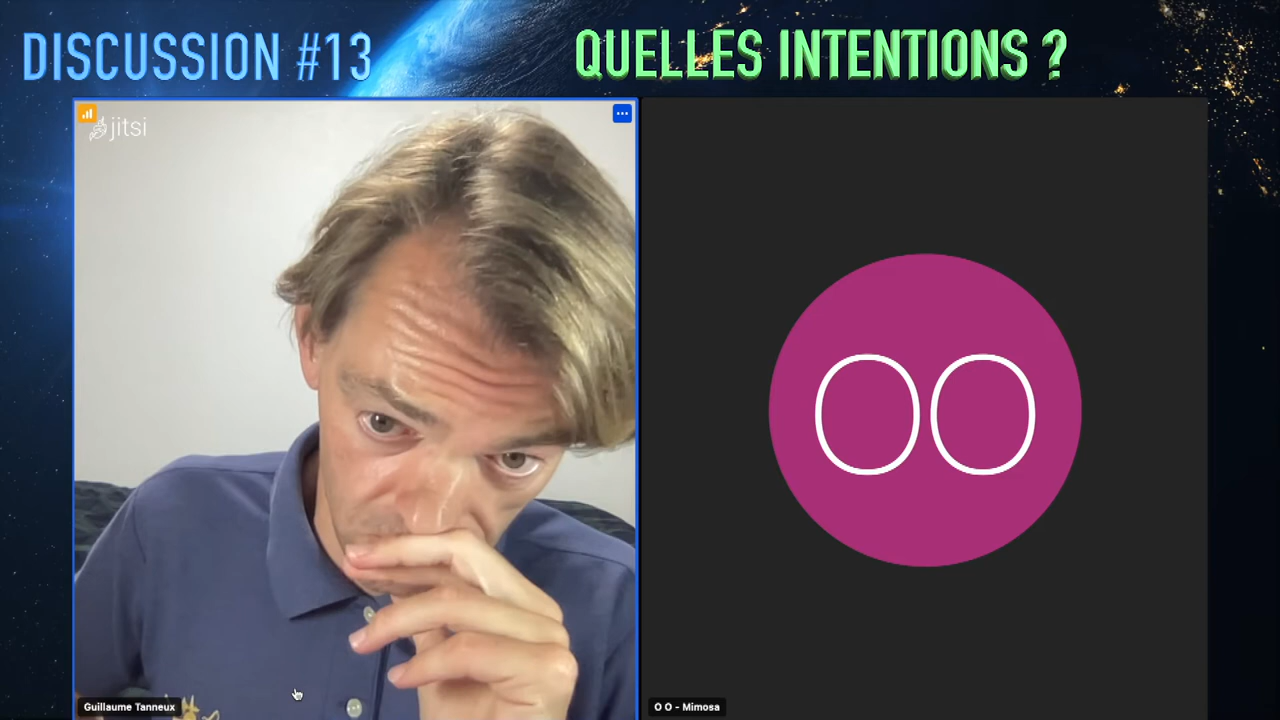 DISCUSSION #13
QUELLES INTENTIONS ?
jitsi
OO
Guillaume Tanneux
O O - Mimosa